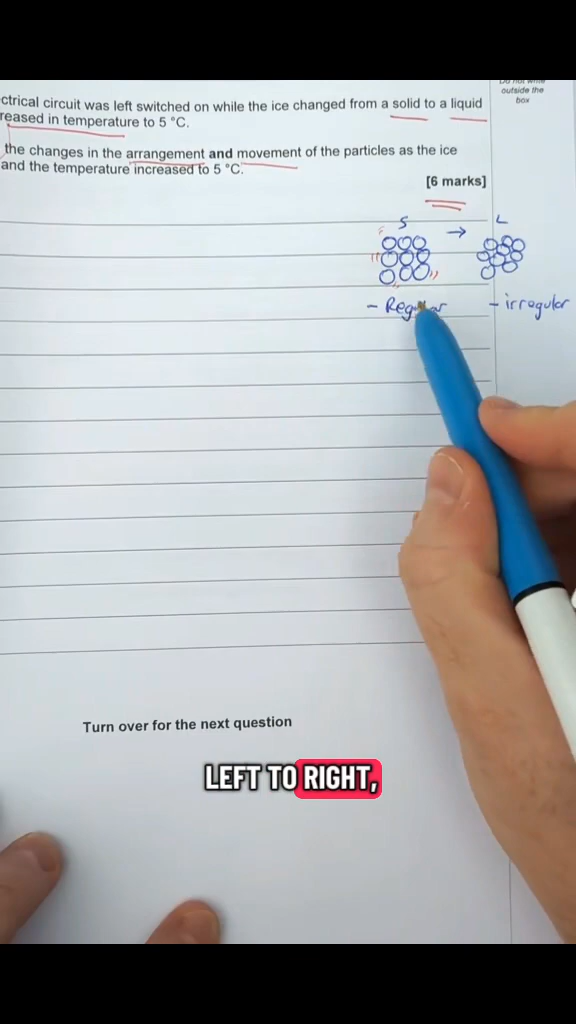 outside the
box
ctrical circuit was left switched on while the ice changed from a solid to a liquid
reased in temperature to 5 °C.
the changes in the arrangement and movement of the particles as the ice
and the temperature increased to 5 °C.
[6 marks]
S → L
- Regular - irregular
Turn over for the next question
LEFT TO RIGHT,